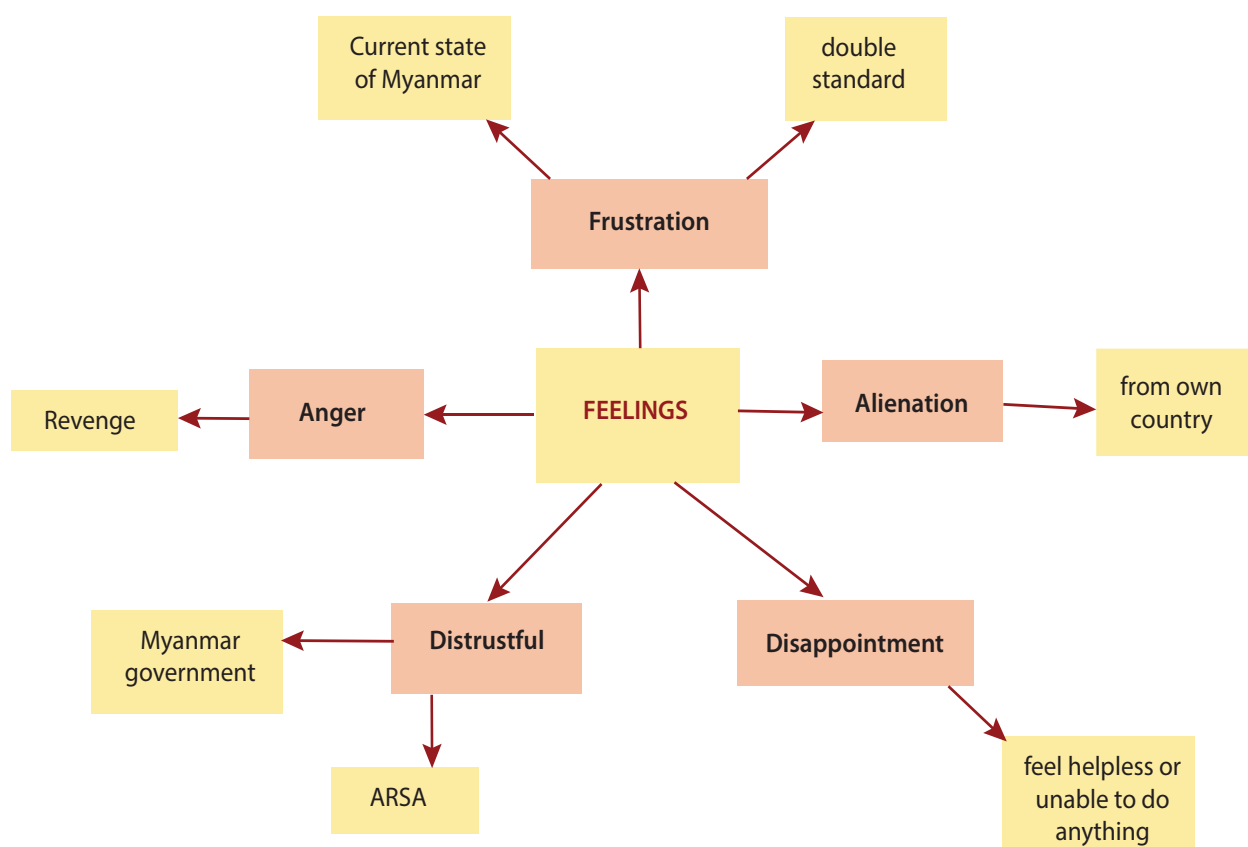 Current state
of Myanmar
double
standard
Frustration
Revenge
Anger
FEELINGS
Alienation
from own
country
Myanmar
government
Distrustful
Disappointment
ARSA
feel helpless or
unable to do
anything